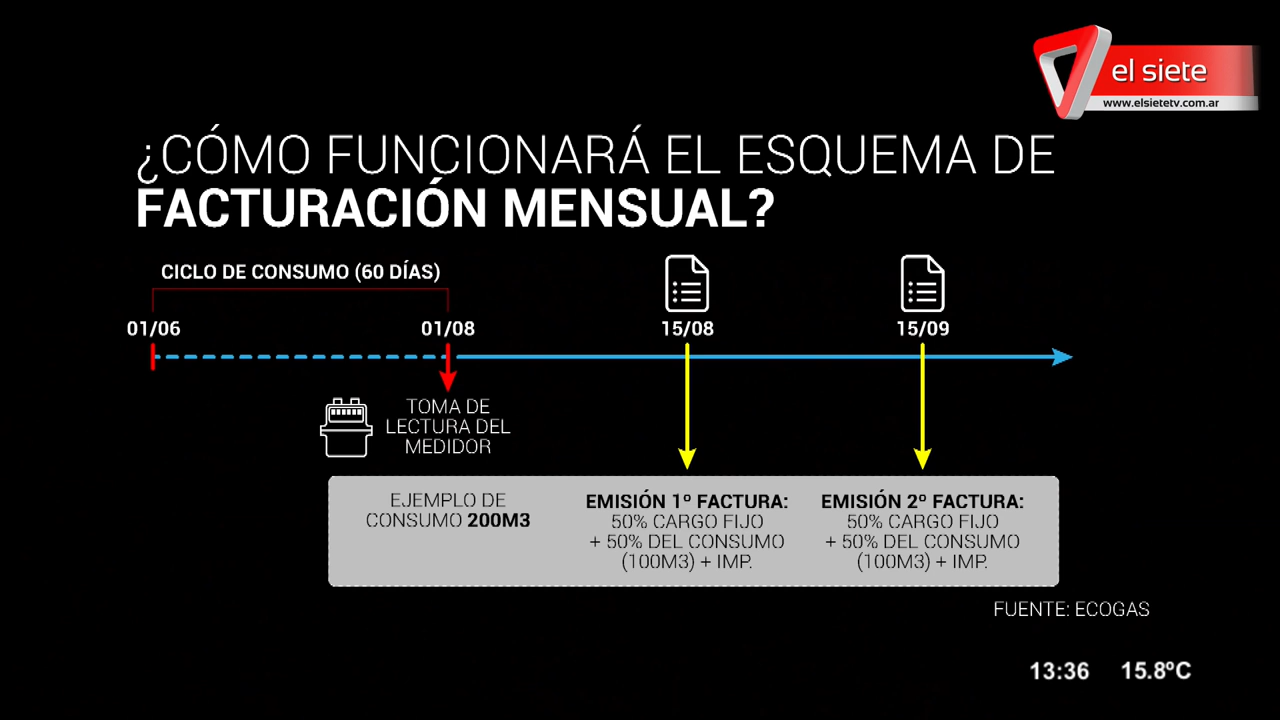 el siete
www.elsietetv.com.ar
¿CÓMO FUNCIONARÁ EL ESQUEMA DE
FACTURACIÓN MENSUAL?
CICLO DE CONSUMO (60 DÍAS)
01/06
01/08
15/08
15/09
TOMA DE
LECTURA DEL
MEDIDOR
EJEMPLO DE
CONSUMO 200M3
EMISIÓN 1º FACTURA:
50% CARGO FIJO
+ 50% DEL CONSUMO
(100M3) + IMP.
EMISIÓN 2º FACTURA:
50% CARGO FIJO
+ 50% DEL CONSUMO
(100M3) + IMP.
FUENTE: ECOGAS
13:36 15.8ºC